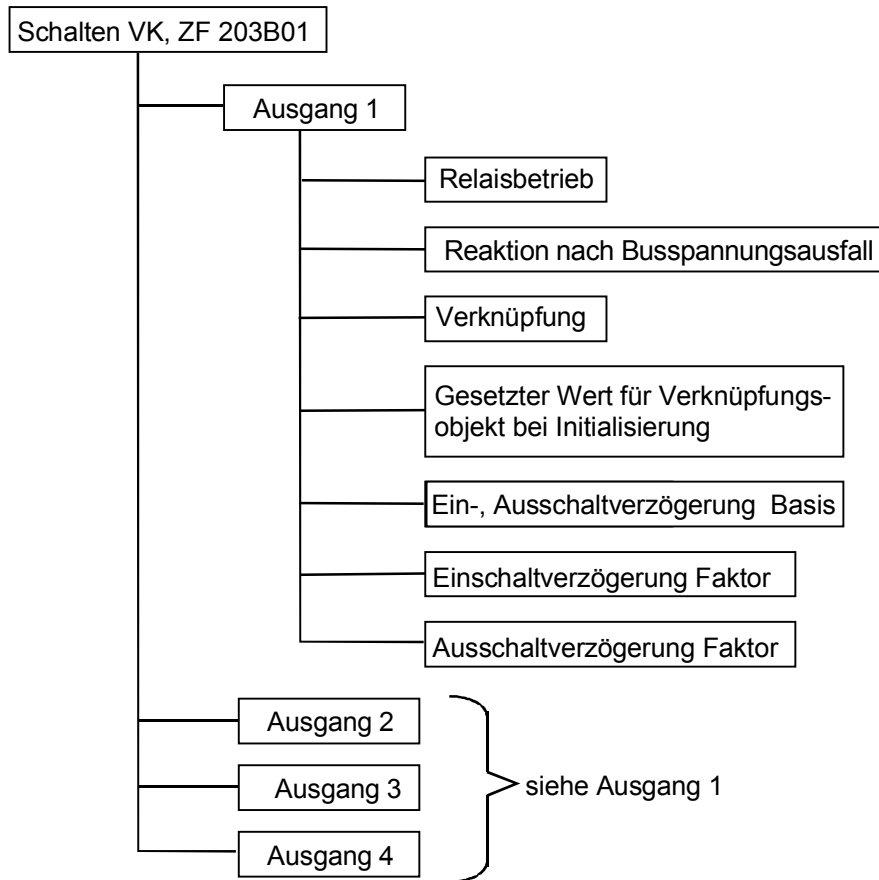 Schalten VK, ZF 203B01
Ausgang 1
Relaisbetrieb
Reaktion nach Busspannungsausfall
Verknüpfung
Gesetzter Wert für Verknüpfungs-
objekt bei Initialisierung
Ein-, Ausschaltverzögerung Basis
Einschaltverzögerung Faktor
Ausschaltverzögerung Faktor
Ausgang 2
Ausgang 3
siehe Ausgang 1
Ausgang 4